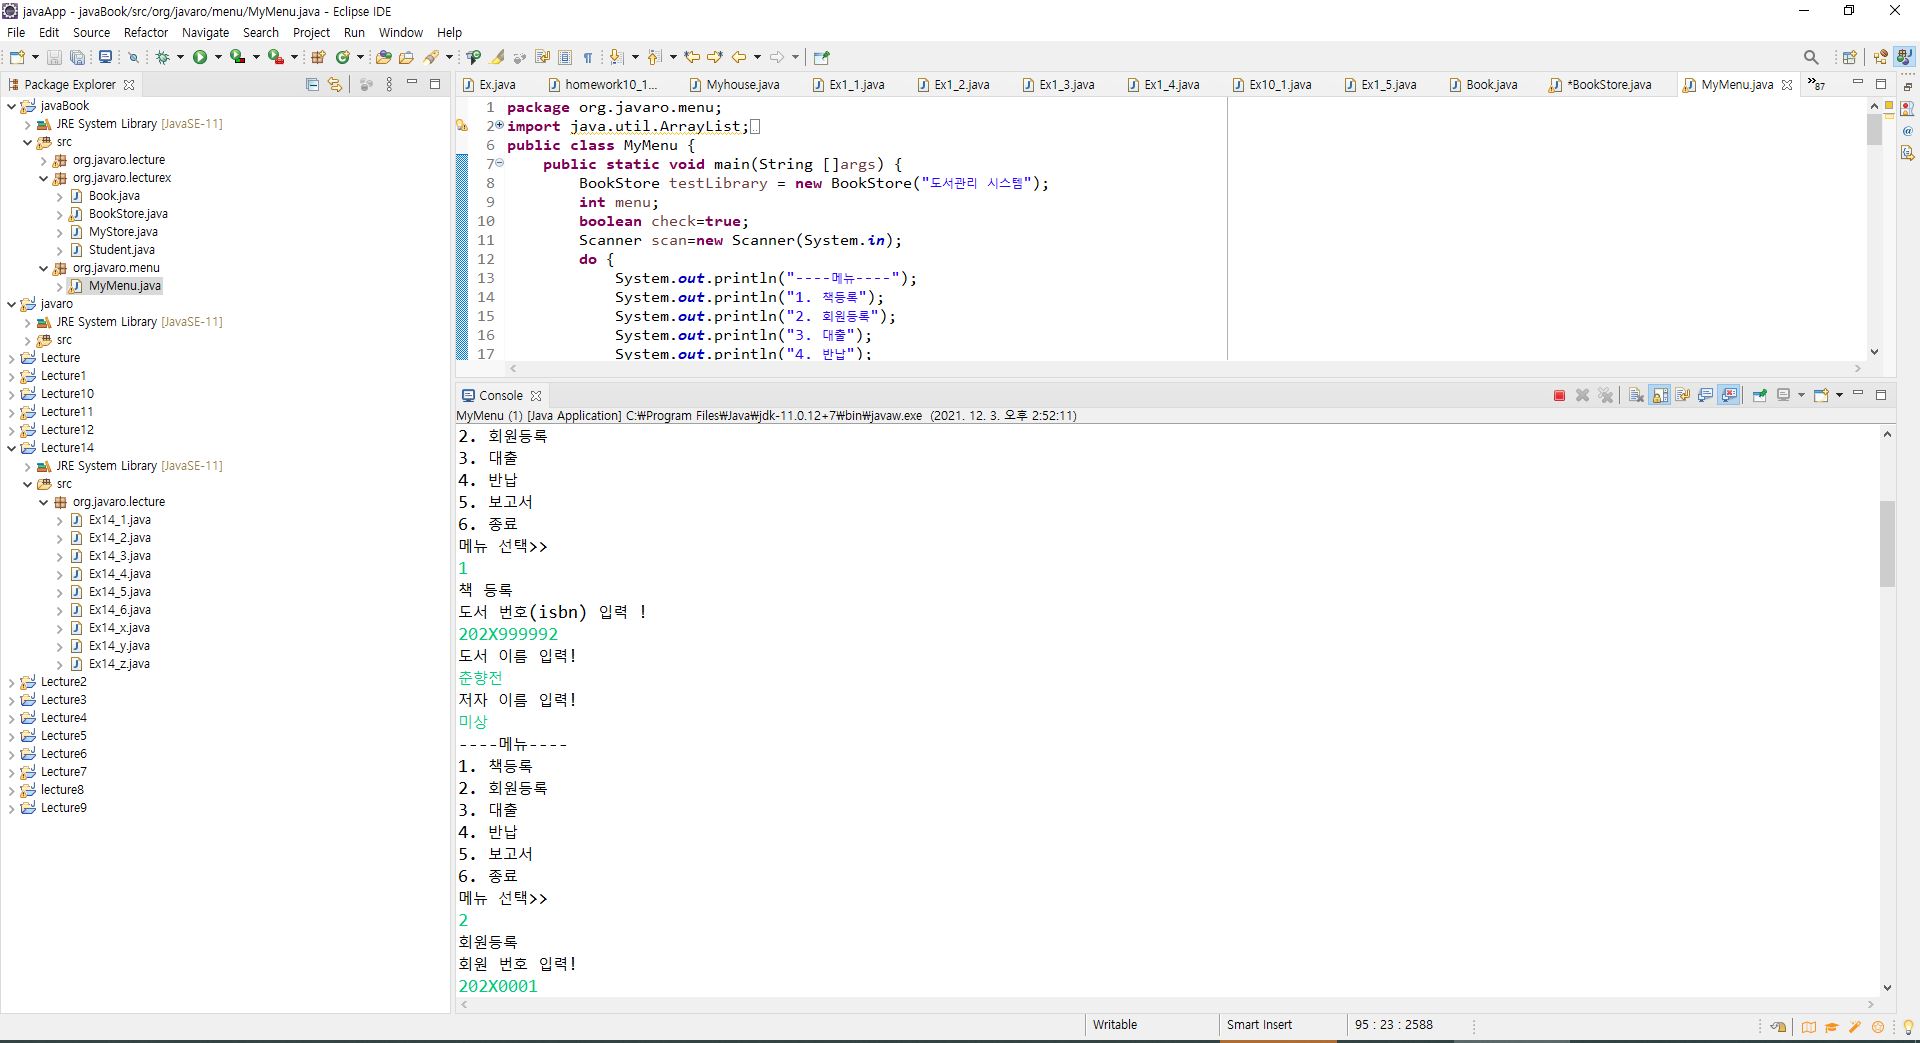 javaApp - javaBook/src/org/javaro/menu/MyMenu.java - Eclipse IDE
File Edit Source Refactor Navigate Search Project Run Window Help
Package Explorer
javaBook
JRE System Library [JavaSE-11]
src
org.javaro.lecture
org.javaro.lecturex
Book.java
BookStore.java
MyStore.java
Student.java
org.javaro.menu
MyMenu.java
javaro
JRE System Library [JavaSE-11]
src
Lecture
Lecture1
Lecture10
Lecture11
Lecture12
Lecture14
JRE System Library [JavaSE-11]
src
org.javaro.lecture
Ex14_1.java
Ex14_2.java
Ex14_3.java
Ex14_4.java
Ex14_5.java
Ex14_6.java
Ex14_x.java
Ex14_y.java
Ex14_z.java
Lecture2
Lecture3
Lecture4
Lecture5
Lecture6
Lecture7
lecture8
Lecture9
Ex.java homework10_1... Myhouse.java Ex1_1.java Ex1_2.java Ex1_3.java Ex1_4.java Ex10_1.java Ex1_5.java Book.java *BookStore.java MyMenu.java »87
1 package org.javaro.menu;
2 import java.util.ArrayList;
6 public class MyMenu {
7 public static void main(String []args) {
8 BookStore testLibrary = new BookStore("도서관리 시스템");
9 int menu;
10 boolean check=true;
11 Scanner scan=new Scanner(System.in);
12 do {
13 System.out.println("----메뉴----");
14 System.out.println("1. 책등록");
15 System.out.println("2. 회원등록");
16 System.out.println("3. 대출");
17 System.out.println("4. 반납");
Console
MyMenu (1) [Java Application] C:₩Program Files₩Java₩jdk-11.0.12+7₩bin₩javaw.exe (2021. 12. 3. 오후 2:52:11)
2. 회원등록
3. 대출
4. 반납
5. 보고서
6. 종료
메뉴 선택>>
1
책 등록
도서 번호(isbn) 입력 !
202X999992
도서 이름 입력!
춘향전
저자 이름 입력!
미상
----메뉴----
1. 책등록
2. 회원등록
3. 대출
4. 반납
5. 보고서
6. 종료
메뉴 선택>>
2
회원등록
회원 번호 입력!
202X0001
Writable Smart Insert 95 : 23 : 2588